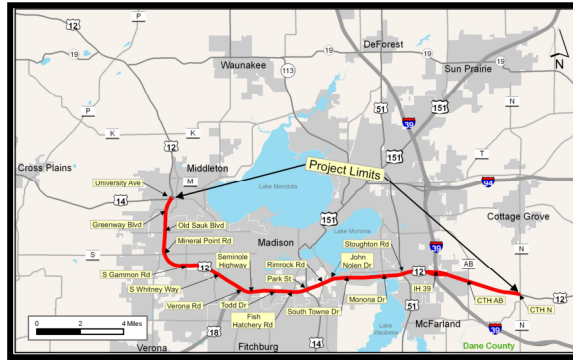 P
12
DeForest
19
Waunakee
19
19
Sun Prairie
N
113
P
51
151
39
N
K
K
12
P
51
151
T
N
Cross Plains
Middleton
M
University Ave
Project Limits
94
Lake Mendota
14
Greenway Blvd
Old Sauk Blvd
151
Cottage Grove
Mineral Point Rd
Madison
Lake Monona
Stoughton Rd
39
S
Seminole
Highway
Rimrock Rd
John
Nolen Dr
AB
N
S Gammon Rd
12
Park St
12
12
S Whitney Way
IH 39
CTH AB
CTH N
Verona Rd
Todd Dr
Fish
Hatchery Rd
South Towne Dr
Monona Dr
N
0 2 4 Miles
18
14
McFarland
39
Verona
Fitchburg
Dane County